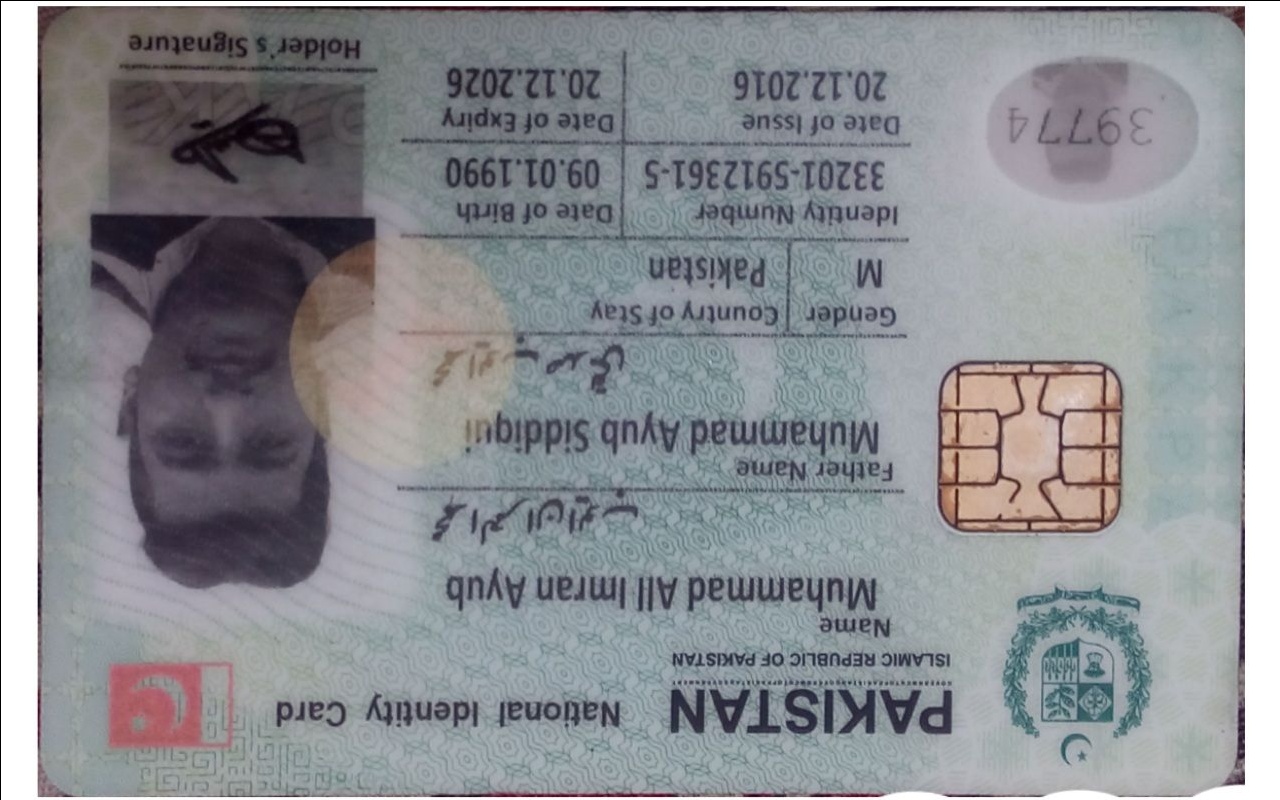 PAKISTAN National Identity Card
ISLAMIC REPUBLIC OF PAKISTAN
Name
Muhammad All Imran Ayub
محمد ال عمران ایوب
Father Name
Muhammad Ayub Siddiqui
محمد ایوب صدیقی
Gender Country of Stay
M Pakistan
Identity Number Date of Birth
33201-5912361-5 09.01.1990
Date of Issue Date of Expiry
20.12.2016 20.12.2026
39774
Holder's Signature